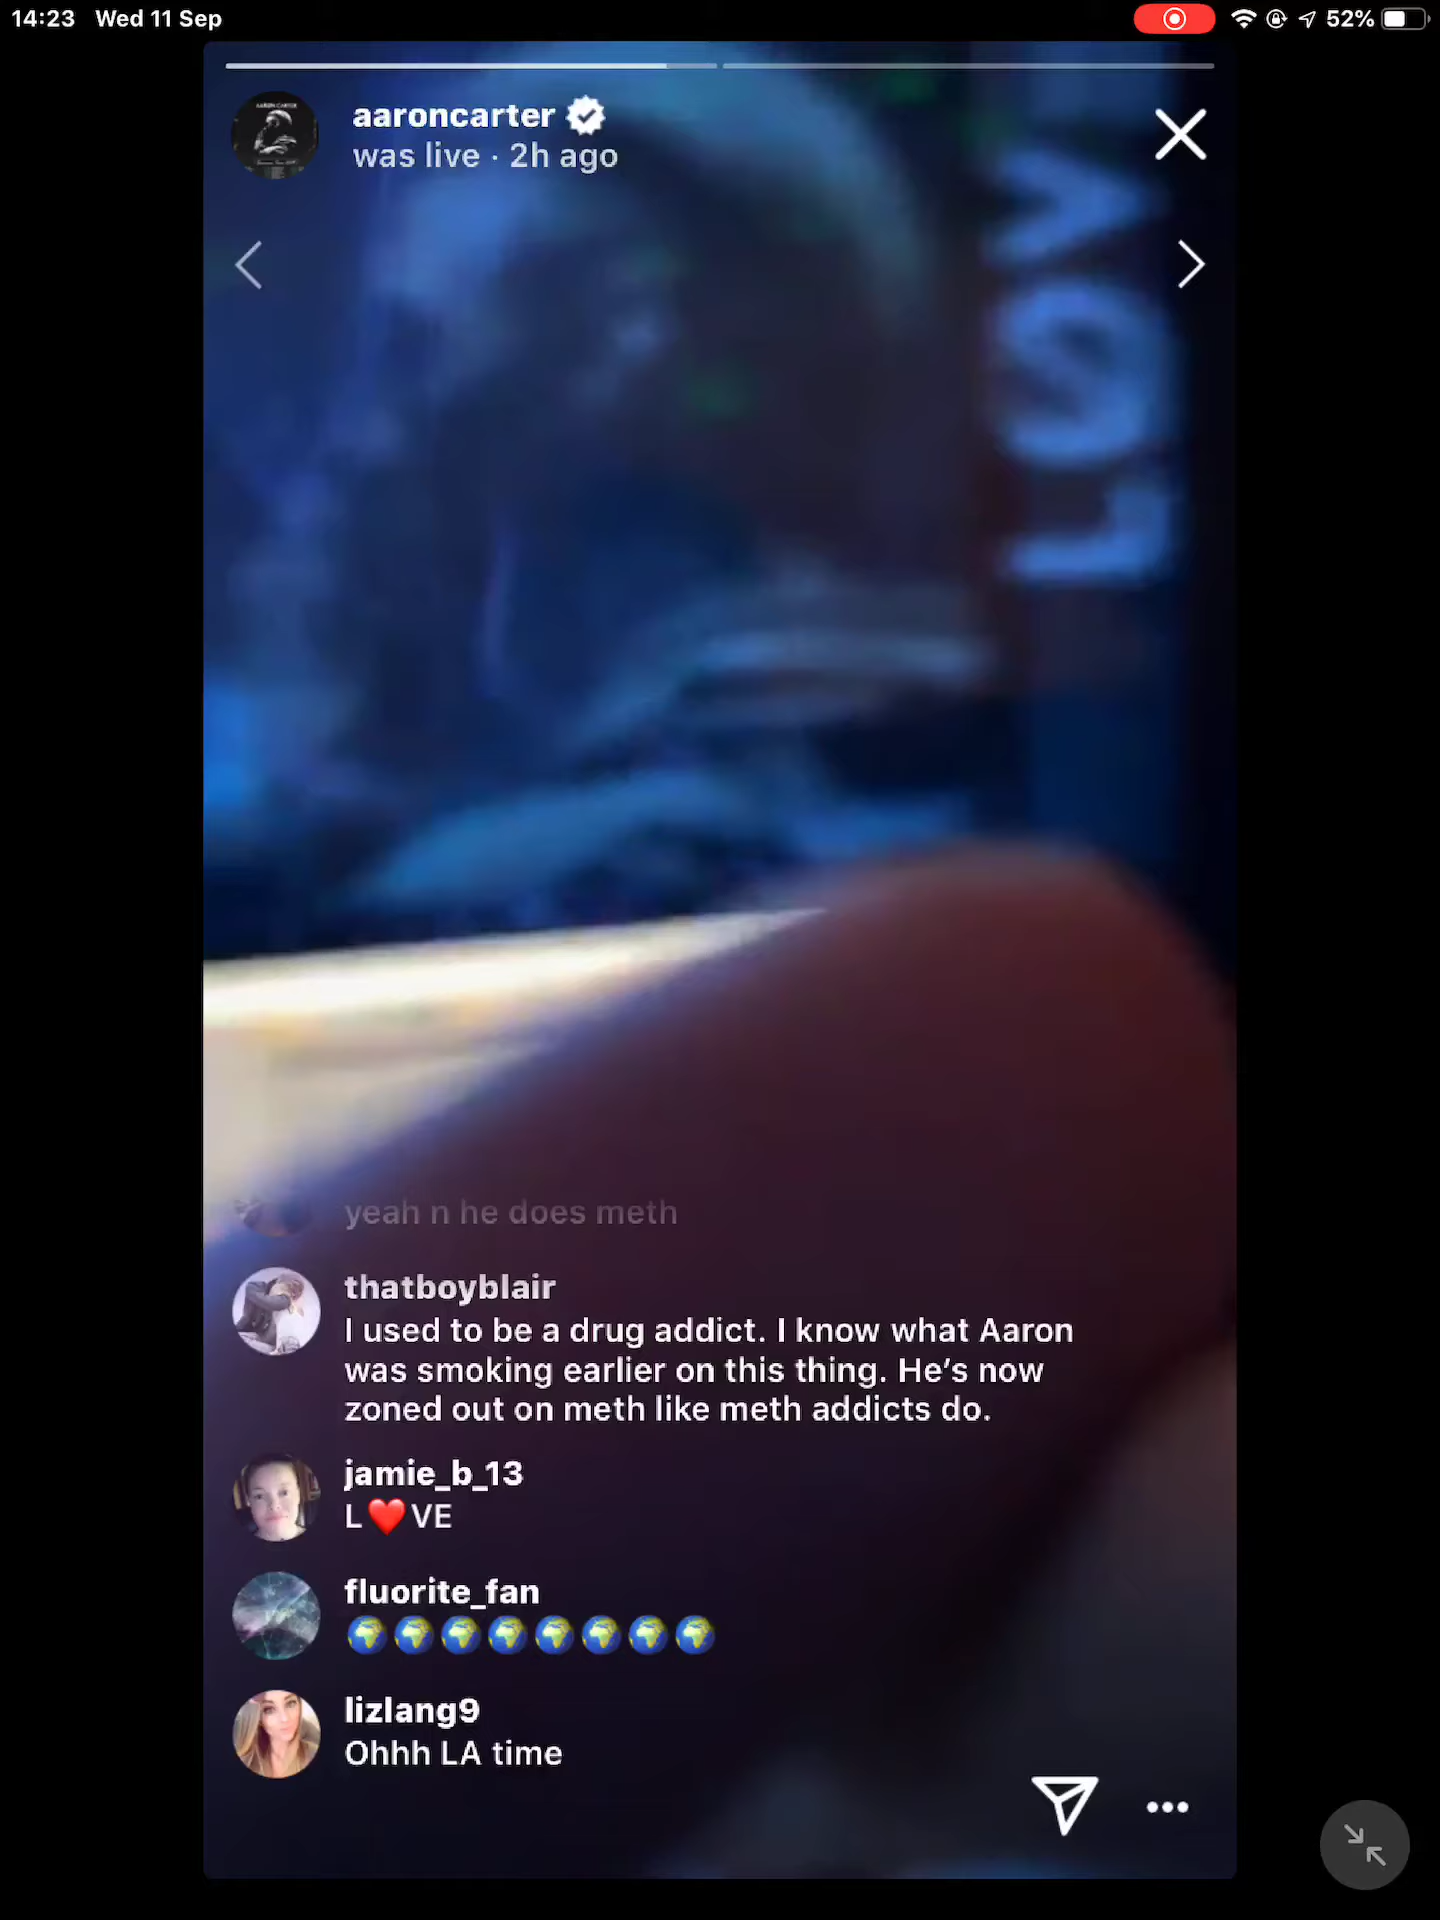 14:23 Wed 11 Sep
52%
aaroncarter
was live · 2h ago
LOV
yeah n he does meth
thatboyblair
I used to be a drug addict. I know what Aaron
was smoking earlier on this thing. He’s now
zoned out on meth like meth addicts do.
jamie_b_13
L❤️VE
fluorite_fan
🌍🌍🌍🌍🌍🌍🌍🌍
lizlang9
Ohhh LA time